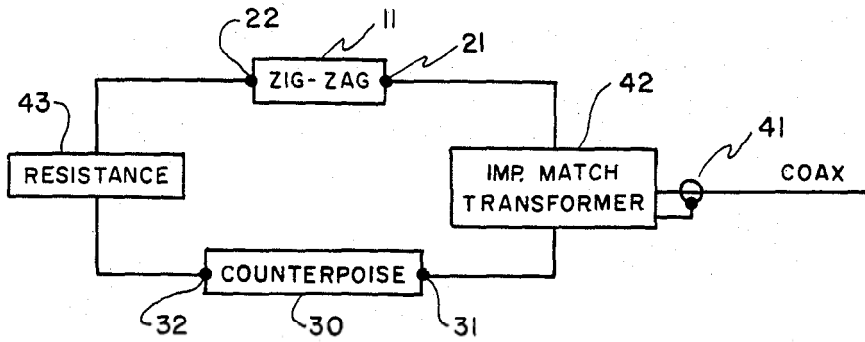 11
22
21
ZIG-ZAG
43
42
41
RESISTANCE
IMP. MATCH
TRANSFORMER
COAX
COUNTERPOISE
32
30
31